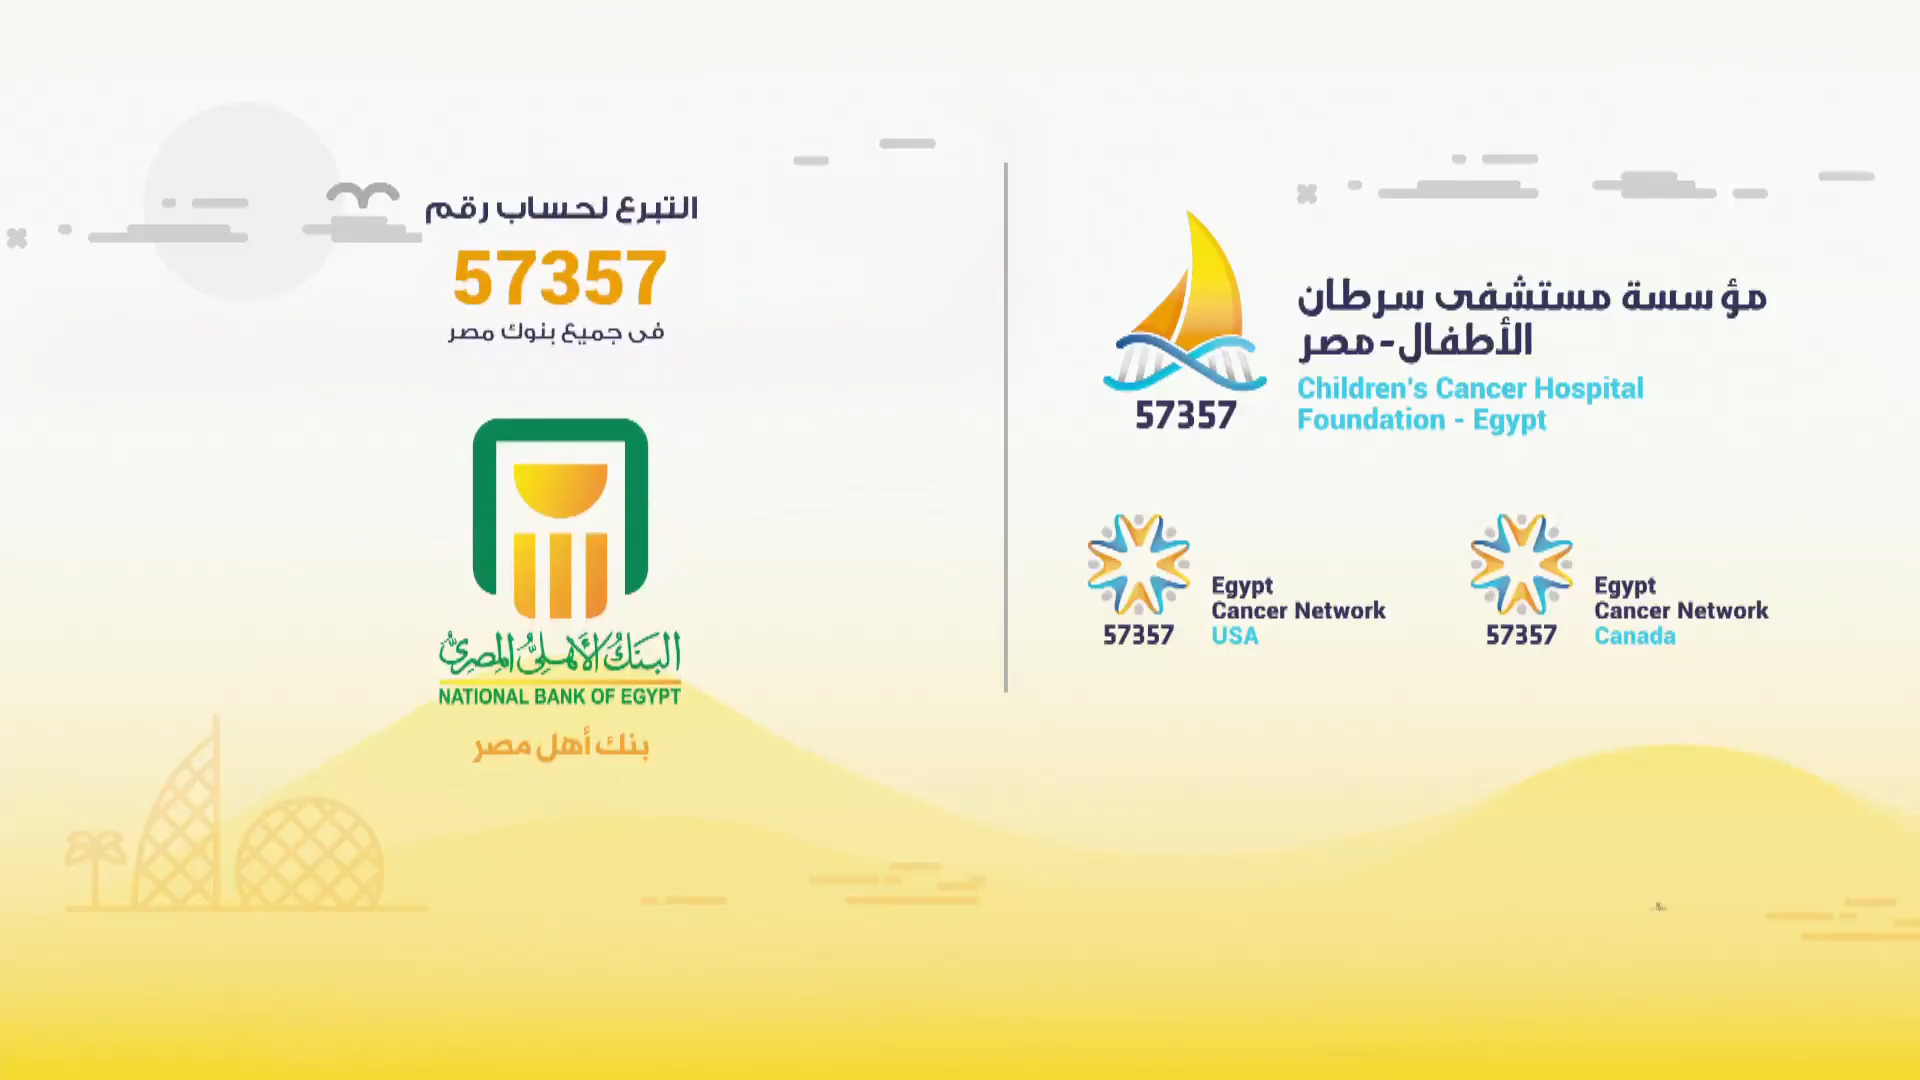 التبرع لحساب رقم
57357
فى جميع بنوك مصر
البنك الأهلي المصري
NATIONAL BANK OF EGYPT
بنك أهل مصر
مؤسسة مستشفى سرطان
الأطفال-مصر
Children's Cancer Hospital
Foundation - Egypt
57357
Egypt
Cancer Network
USA
57357
Egypt
Cancer Network
Canada
57357